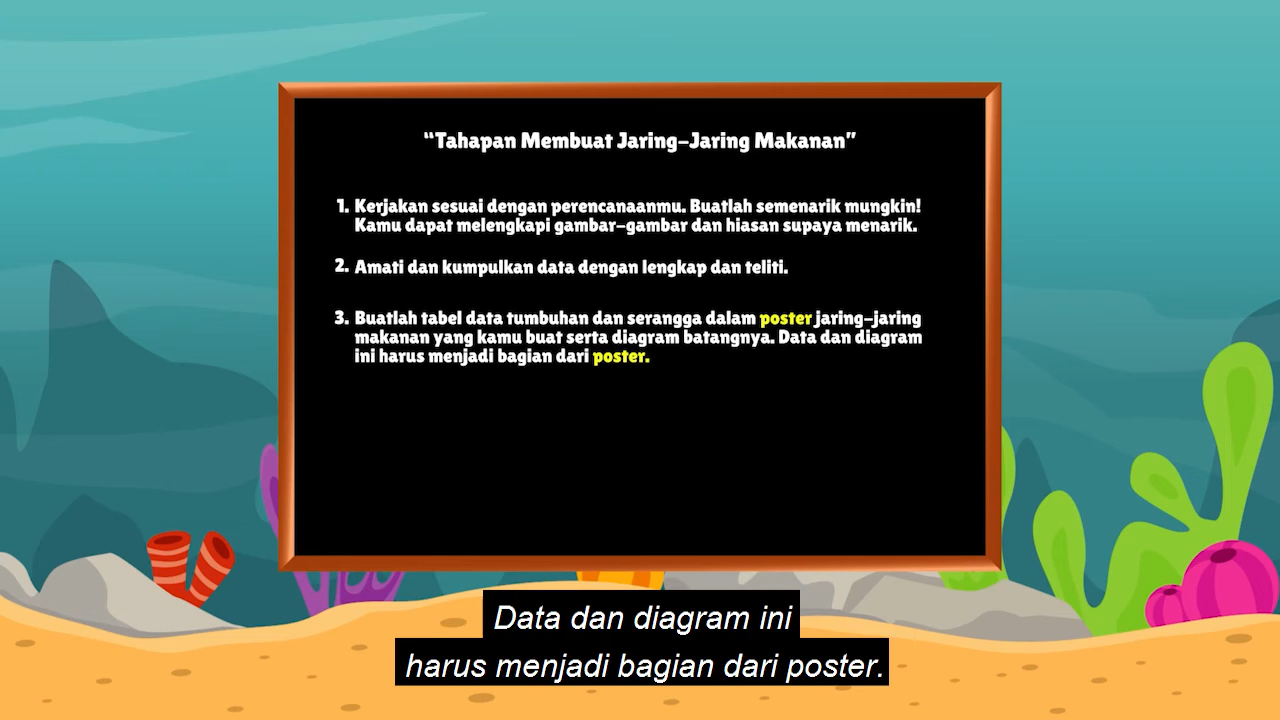 “Tahapan Membuat Jaring-Jaring Makanan”
1. Kerjakan sesuai dengan perencanaanmu. Buatlah semenarik mungkin!
Kamu dapat melengkapi gambar-gambar dan hiasan supaya menarik.
2. Amati dan kumpulkan data dengan lengkap dan teliti.
3. Buatlah tabel data tumbuhan dan serangga dalam poster jaring-jaring
makanan yang kamu buat serta diagram batangnya. Data dan diagram
ini harus menjadi bagian dari poster.
Data dan diagram ini
harus menjadi bagian dari poster.